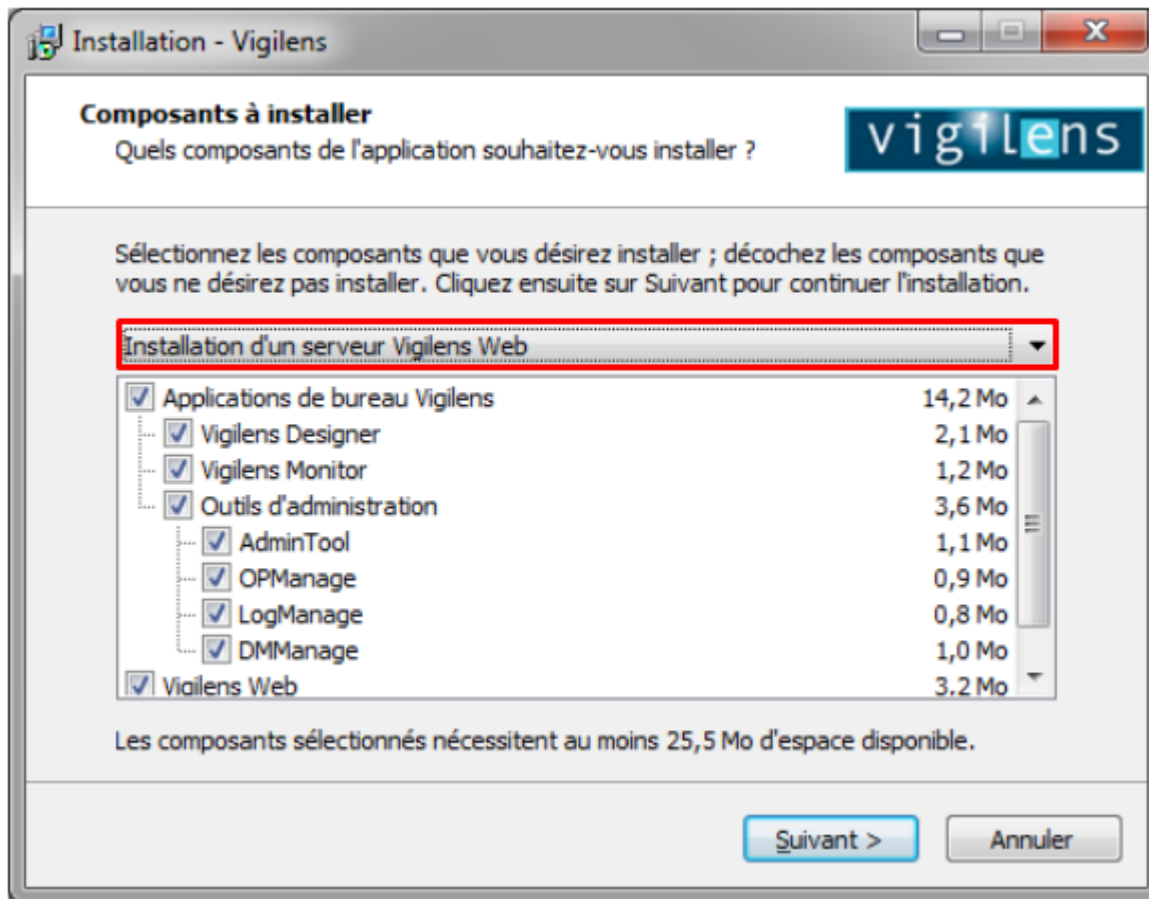 Installation - Vigilens
Composants à installer
Quels composants de l'application souhaitez-vous installer ?
vigilens
Sélectionnez les composants que vous désirez installer ; décochez les composants que
vous ne désirez pas installer. Cliquez ensuite sur Suivant pour continuer l'installation.
Installation d'un serveur Vigilens Web
Applications de bureau Vigilens 14,2 Mo
Vigilens Designer 2,1 Mo
Vigilens Monitor 1,2 Mo
Outils d'administration 3,6 Mo
AdminTool 1,1 Mo
OPManage 0,9 Mo
LogManage 0,8 Mo
DMManage 1,0 Mo
Vigilens Web 3,2 Mo
Les composants sélectionnés nécessitent au moins 25,5 Mo d'espace disponible.
Suivant > Annuler